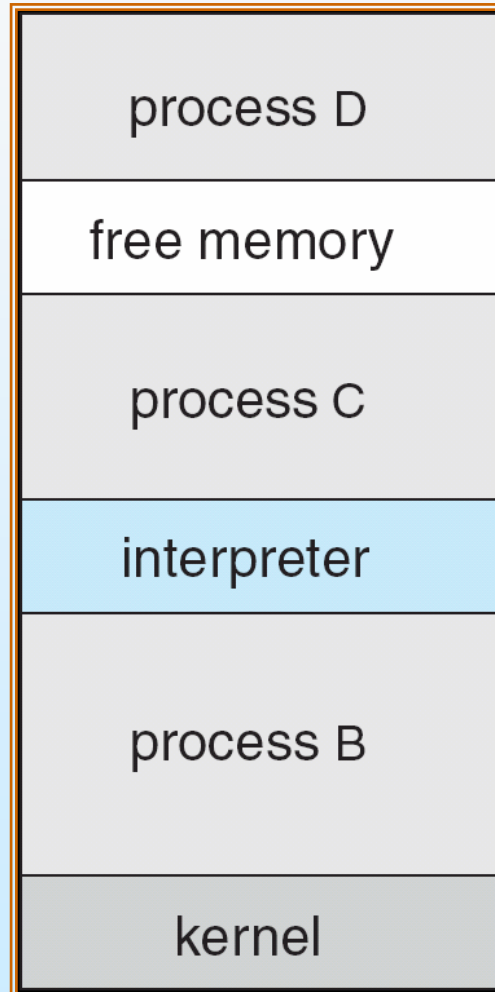 process D
free memory
process C
interpreter
process B
kernel